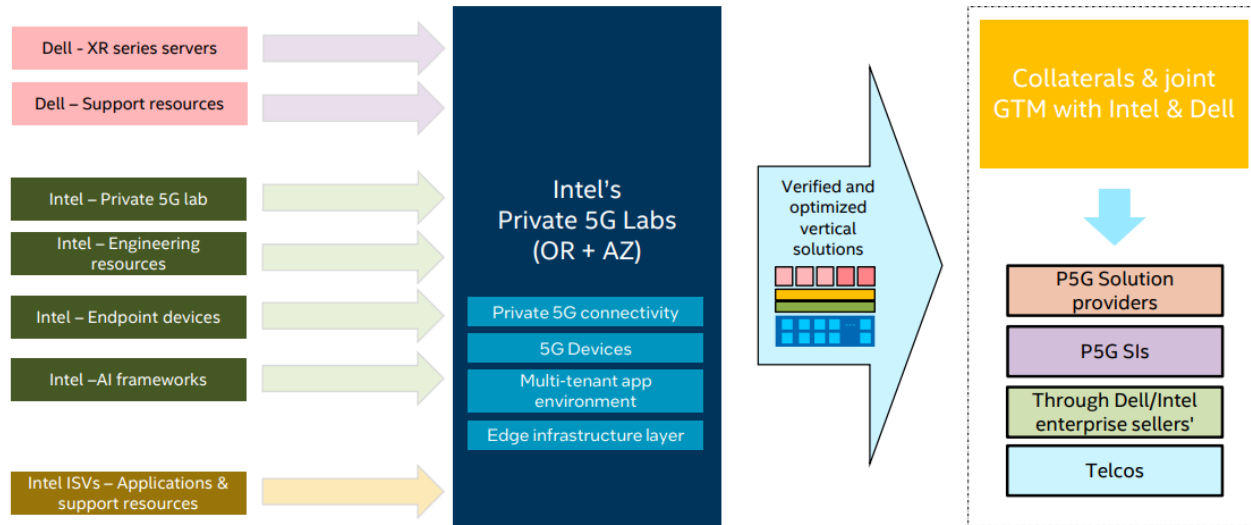 Dell - XR series servers
Dell – Support resources
Intel – Private 5G lab
Intel – Engineering
resources
Intel – Endpoint devices
Intel –AI frameworks
Intel ISVs – Applications &
support resources
Intel's
Private 5G Labs
(OR + AZ)
Private 5G connectivity
5G Devices
Multi-tenant app
environment
Edge infrastructure layer
Verified and
optimized
vertical
solutions
...
Collaterals & joint
GTM with Intel & Dell
P5G Solution
providers
P5G SIs
Through Dell/Intel
enterprise sellers'
Telcos